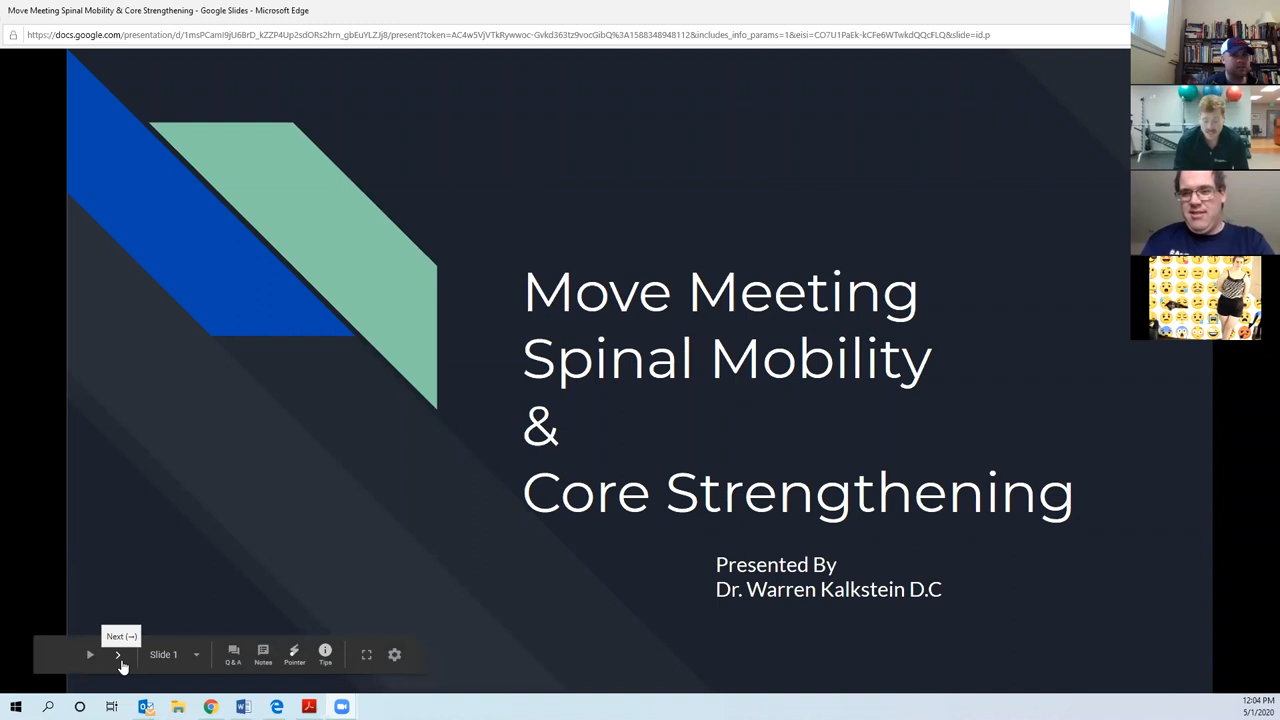 Move Meeting Spinal Mobility & Core Strengthening - Google Slides - Microsoft Edge
Move Meeting
Spinal Mobility
&
Core Strengthening
Presented By
Dr. Warren Kalkstein D.C
Next (→)
Slide 1
Q & A
Notes
Pointer
Tips
12:04 PM
5/1/2020